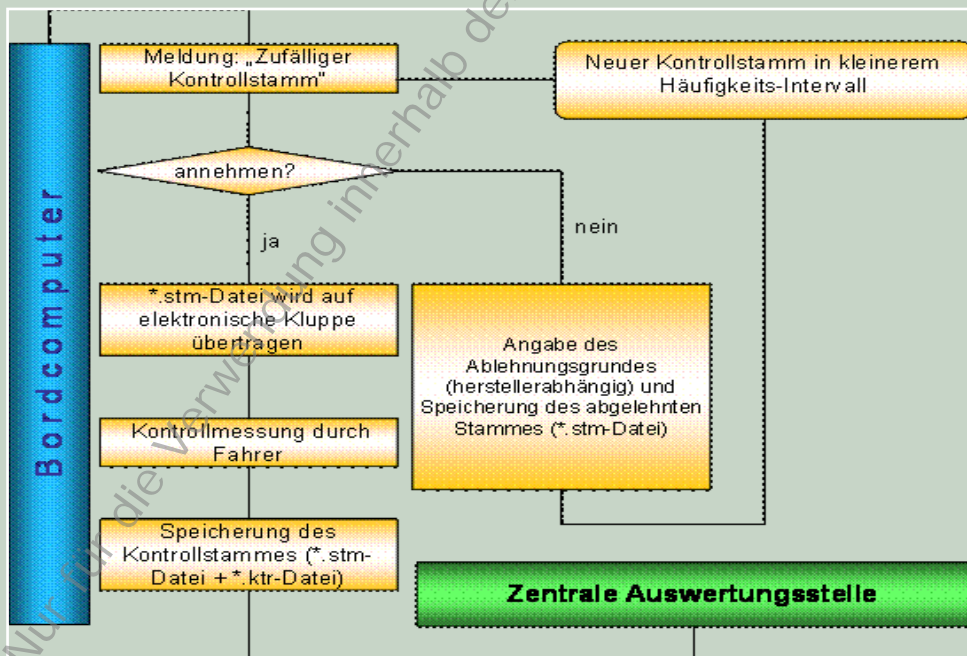 Bordcomputer
Meldung: „Zufälliger
Kontrollstamm"
Neuer Kontrollstamm in kleinerem
Häufigkeits-Intervall
annehmen?
ja
nein
*.stm-Datei wird auf
elektronische Kluppe
übertragen
Angabe des
Ablehnungsgrundes
(herstellerabhängig) und
Speicherung des abgelehnten
Stammes (*.stm-Datei)
Kontrollmessung durch
Fahrer
Speicherung des
Kontrollstammes (*.stm-
Datei + *.ktr-Datei)
Zentrale Auswertungsstelle
Nur für die Verwendung innerhalb de